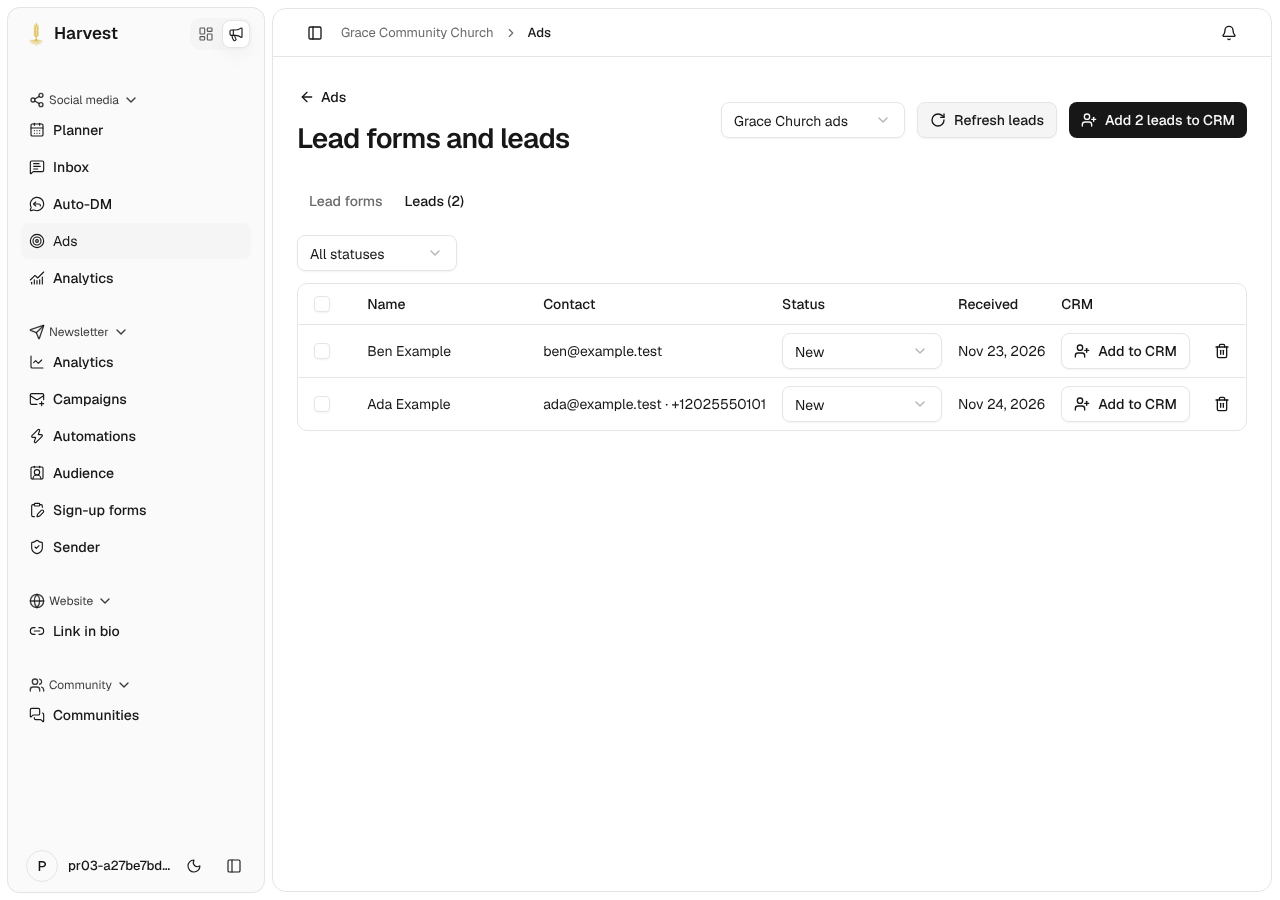 Harvest
Social media
Planner
Inbox
Auto-DM
Ads
Analytics
Newsletter
Analytics
Campaigns
Automations
Audience
Sign-up forms
Sender
Website
Link in bio
Community
Communities
P pr03-a27be7bd...
Grace Community Church > Ads
Ads
Lead forms and leads
Grace Church ads
Refresh leads
Add 2 leads to CRM
Lead forms Leads (2)
All statuses
Name Contact Status Received CRM
Ben Example ben@example.test New Nov 23, 2026 Add to CRM
Ada Example ada@example.test · +12025550101 New Nov 24, 2026 Add to CRM